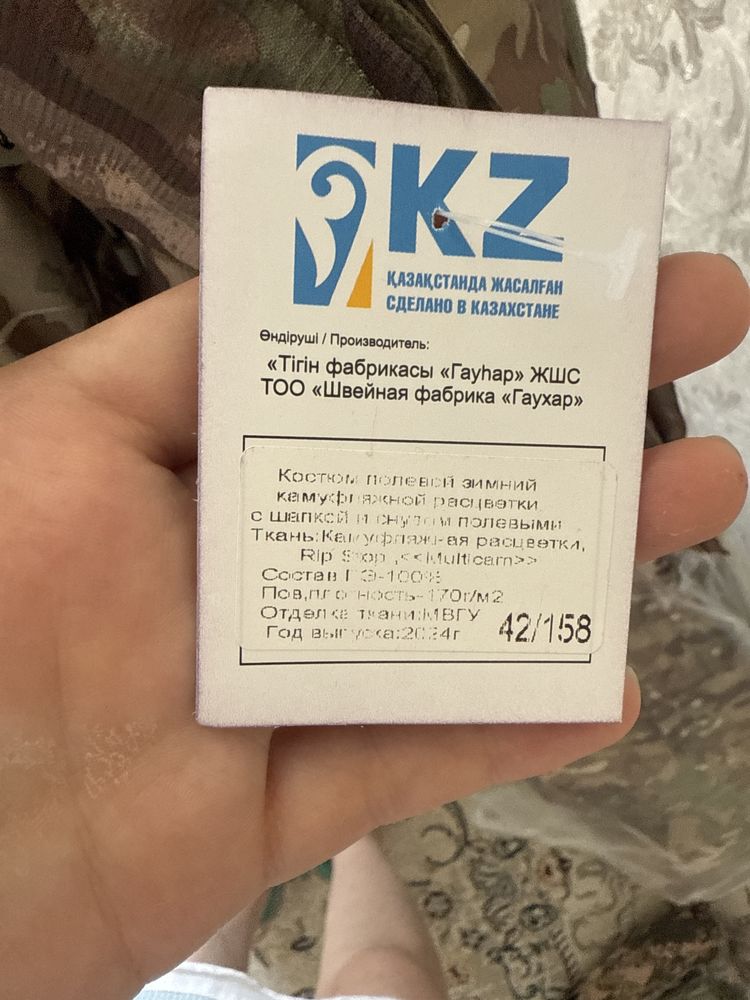 KZ
ҚАЗАҚСТАНДА ЖАСАЛҒАН
СДЕЛАНО В КАЗАХСТАНЕ
Өндіруші / Производитель:
«Тігін фабрикасы «Гауһар» ЖШС
ТОО «Швейная фабрика «Гаухар»
Костюм полевой зимний
камуфляжной расцветки
с шапкой и снудом полевыми
Ткань:Камуфляжная расцветки,
Rip Stop ,<<Multicam>>
Состав ПЭ-100%
Пов,плотность-170г/м2
Отделка ткани:МВГУ
Год выпуска:2024г
42/158